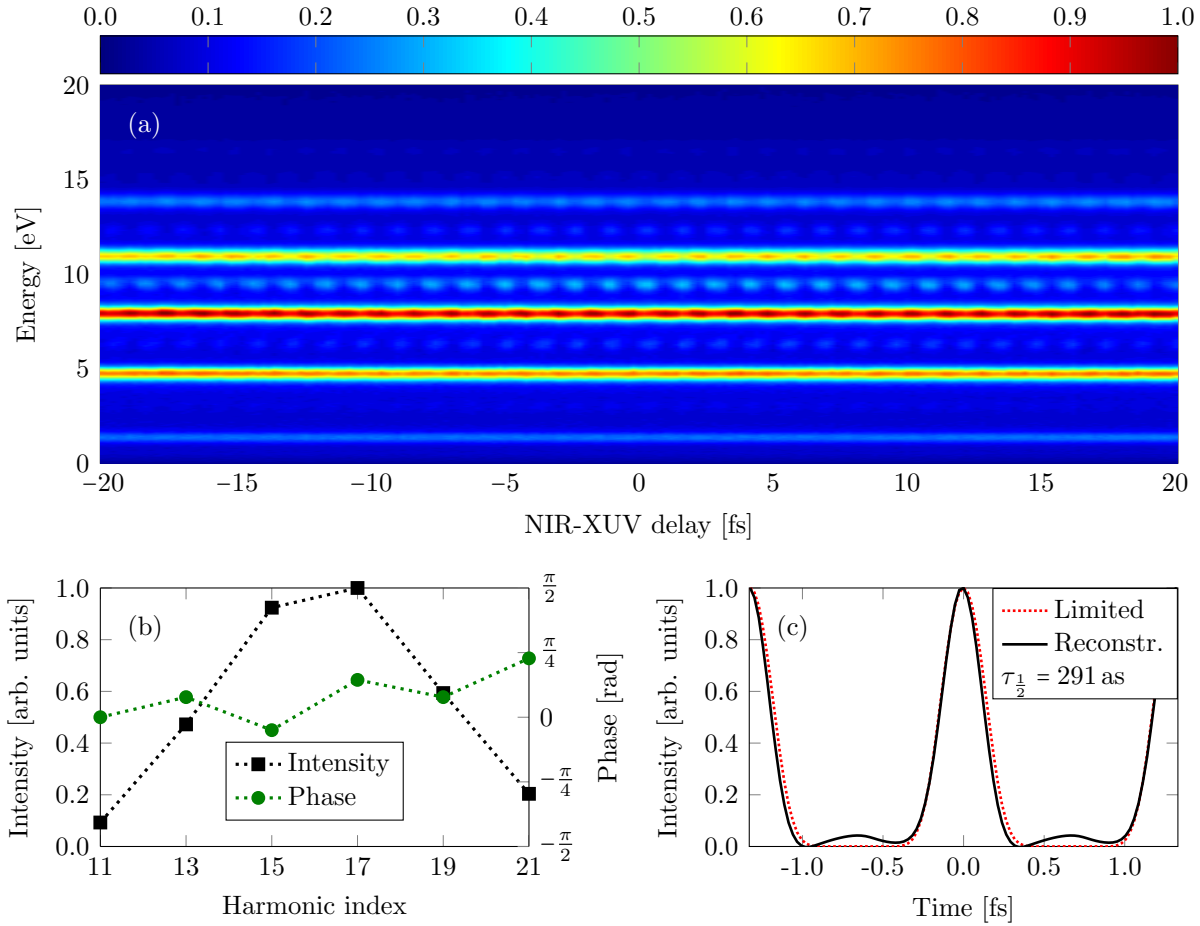 0.0 0.1 0.2 0.3 0.4 0.5 0.6 0.7 0.8 0.9 1.0
(a)
20
15
10
5
0
Energy [eV]
−20 −15 −10 −5 0 5 10 15 20
NIR-XUV delay [fs]
(b)
1.0
0.8
0.6
0.4
0.2
0.0
Intensity [arb. units]
π/2
π/4
0
−π/4
−π/2
Phase [rad]
Intensity
Phase
11 13 15 17 19 21
Harmonic index
(c)
1.0
0.8
0.6
0.4
0.2
0.0
Intensity [arb. units]
Limited
Reconstr.
τ_{1/2} = 291 as
-1.0 -0.5 0.0 0.5 1.0
Time [fs]